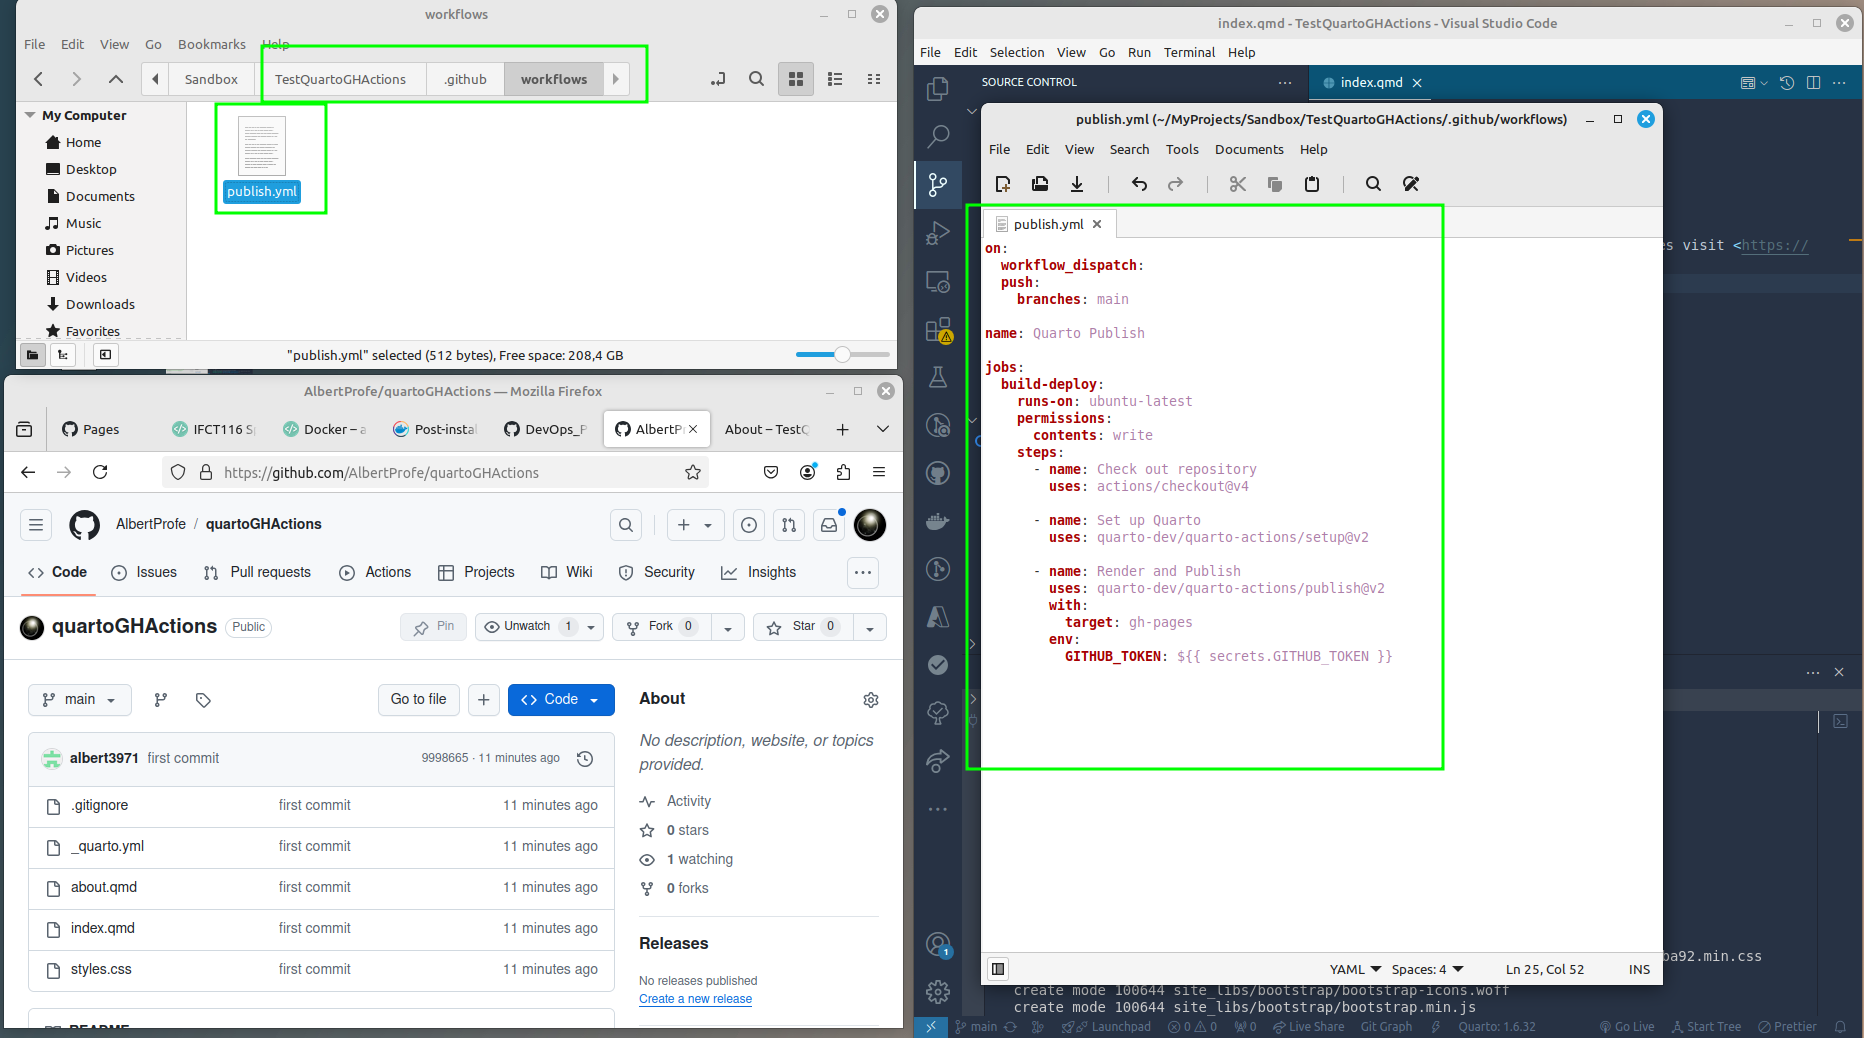 workflows
File Edit View Go Bookmarks Help
Sandbox TestQuartoGHActions .github workflows
My Computer
Home
Desktop
Documents
Music
Pictures
Videos
Downloads
Favorites
publish.yml
"publish.yml" selected (512 bytes), Free space: 208,4 GB
AlbertProfe/quartoGHActions — Mozilla Firefox
Pages IFCT116 Docker – a Post-instal DevOps_P AlbertP About – TestQ
https://github.com/AlbertProfe/quartoGHActions
AlbertProfe / quartoGHActions
Code Issues Pull requests Actions Projects Wiki Security Insights
quartoGHActions Public Pin Unwatch 1 Fork 0 Star 0
main Go to file Code
albert3971 first commit 9998665 · 11 minutes ago
.gitignore first commit 11 minutes ago
_quarto.yml first commit 11 minutes ago
about.qmd first commit 11 minutes ago
index.qmd first commit 11 minutes ago
styles.css first commit 11 minutes ago
README
About
No description, website, or topics
provided.
Activity
0 stars
1 watching
0 forks
Releases
No releases published
Create a new release
index.qmd - TestQuartoGHActions - Visual Studio Code
File Edit Selection View Go Run Terminal Help
SOURCE CONTROL
index.qmd
s visit <https://
publish.yml (~/MyProjects/Sandbox/TestQuartoGHActions/.github/workflows)
File Edit View Search Tools Documents Help
publish.yml
on:
workflow_dispatch:
push:
branches: main
name: Quarto Publish
jobs:
build-deploy:
runs-on: ubuntu-latest
permissions:
contents: write
steps:
- name: Check out repository
uses: actions/checkout@v4
- name: Set up Quarto
uses: quarto-dev/quarto-actions/setup@v2
- name: Render and Publish
uses: quarto-dev/quarto-actions/publish@v2
with:
target: gh-pages
env:
GITHUB_TOKEN: ${{ secrets.GITHUB_TOKEN }}
YAML Spaces: 4 Ln 25, Col 52 INS
ba92.min.css
create mode 100644 site_libs/bootstrap/bootstrap-icons.woff
create mode 100644 site_libs/bootstrap/bootstrap.min.js
1
main Launchpad 0 0 0 Live Share Git Graph Quarto: 1.6.32 Go Live Start Tree Prettier